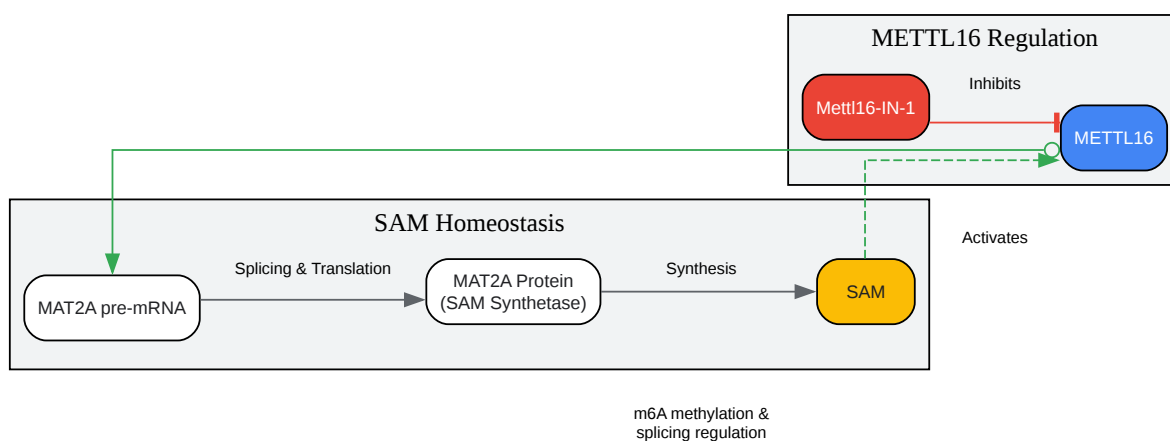 METTL16 Regulation
Inhibits
Mettl16-IN-1
METTL16
SAM Homeostasis
Activates
Splicing & Translation
Synthesis
MAT2A pre-mRNA
MAT2A Protein
(SAM Synthetase)
SAM
m6A methylation &
splicing regulation